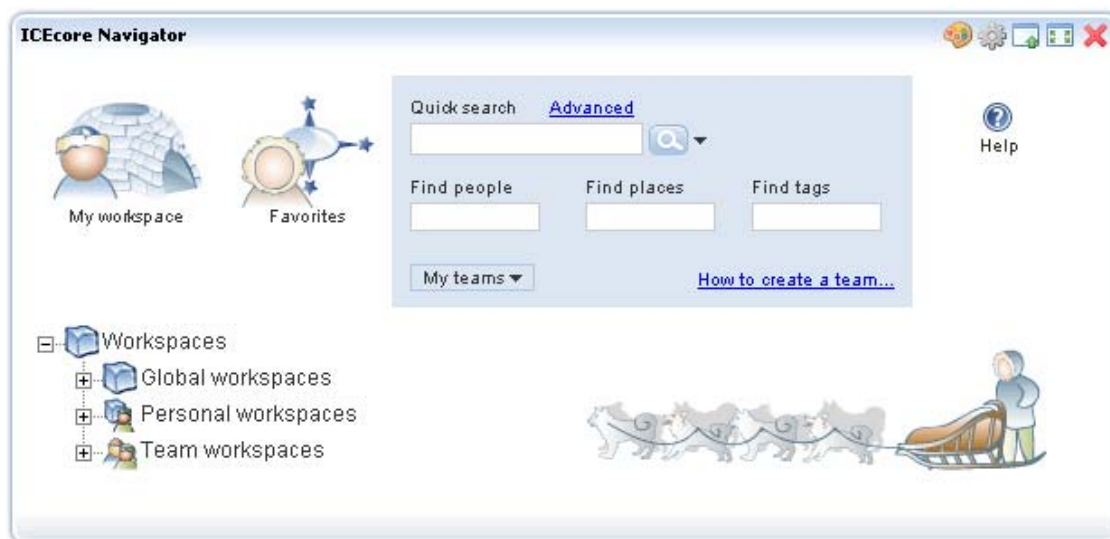 ICEcore Navigator
My workspace
Favorites
Quick search Advanced
Find people Find places Find tags
My teams
How to create a team...
Help
Workspaces
Global workspaces
Personal workspaces
Team workspaces